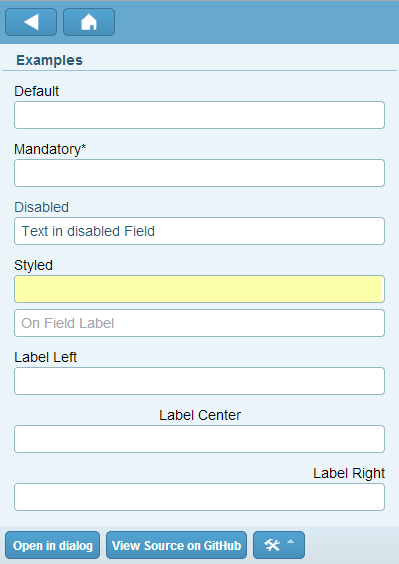 Examples
Default
Mandatory*
Disabled
Text in disabled Field
Styled
On Field Label
Label Left
Label Center
Label Right
Open in dialog
View Source on GitHub